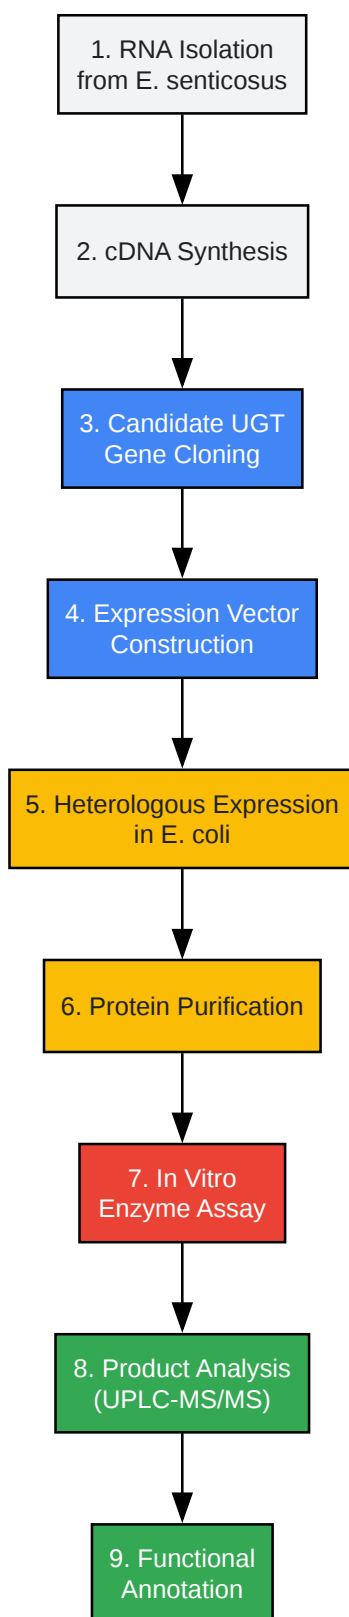 1. RNA Isolation
from E. senticosus
2. cDNA Synthesis
3. Candidate UGT
Gene Cloning
4. Expression Vector
Construction
5. Heterologous Expression
in E. coli
6. Protein Purification
7. In Vitro
Enzyme Assay
8. Product Analysis
(UPLC-MS/MS)
9. Functional
Annotation